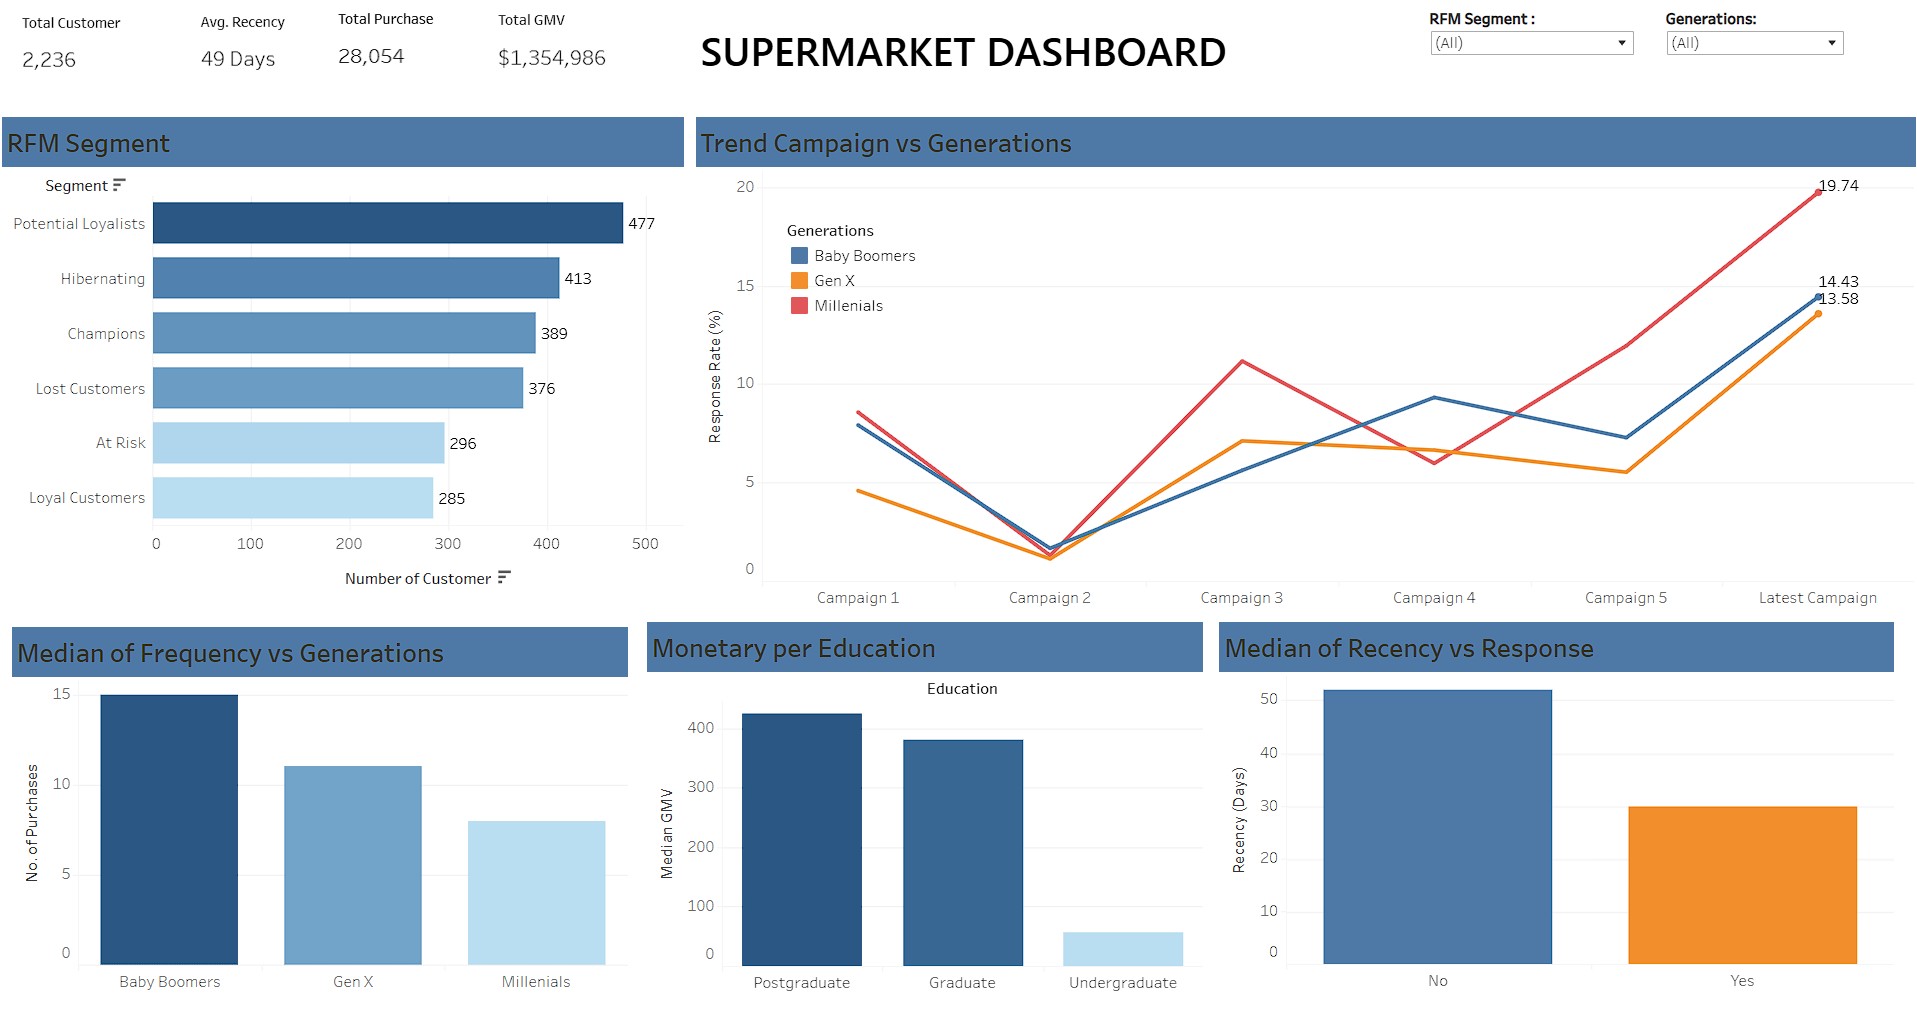 Total Customer
2,236
Avg. Recency
49 Days
Total Purchase
28,054
Total GMV
$1,354,986
SUPERMARKET DASHBOARD
RFM Segment :
(All)
Generations:
(All)
RFM Segment
Segment
Potential Loyalists 477
Hibernating 413
Champions 389
Lost Customers 376
At Risk 296
Loyal Customers 285
0 100 200 300 400 500
Number of Customer
Trend Campaign vs Generations
Response Rate (%)
20
15
10
5
0
Generations
Baby Boomers
Gen X
Millenials
19.74
14.43
13.58
Campaign 1 Campaign 2 Campaign 3 Campaign 4 Campaign 5 Latest Campaign
Median of Frequency vs Generations
No. of Purchases
15
10
5
0
Baby Boomers Gen X Millenials
Monetary per Education
Education
Median GMV
400
300
200
100
0
Postgraduate Graduate Undergraduate
Median of Recency vs Response
Recency (Days)
50
40
30
20
10
0
No Yes